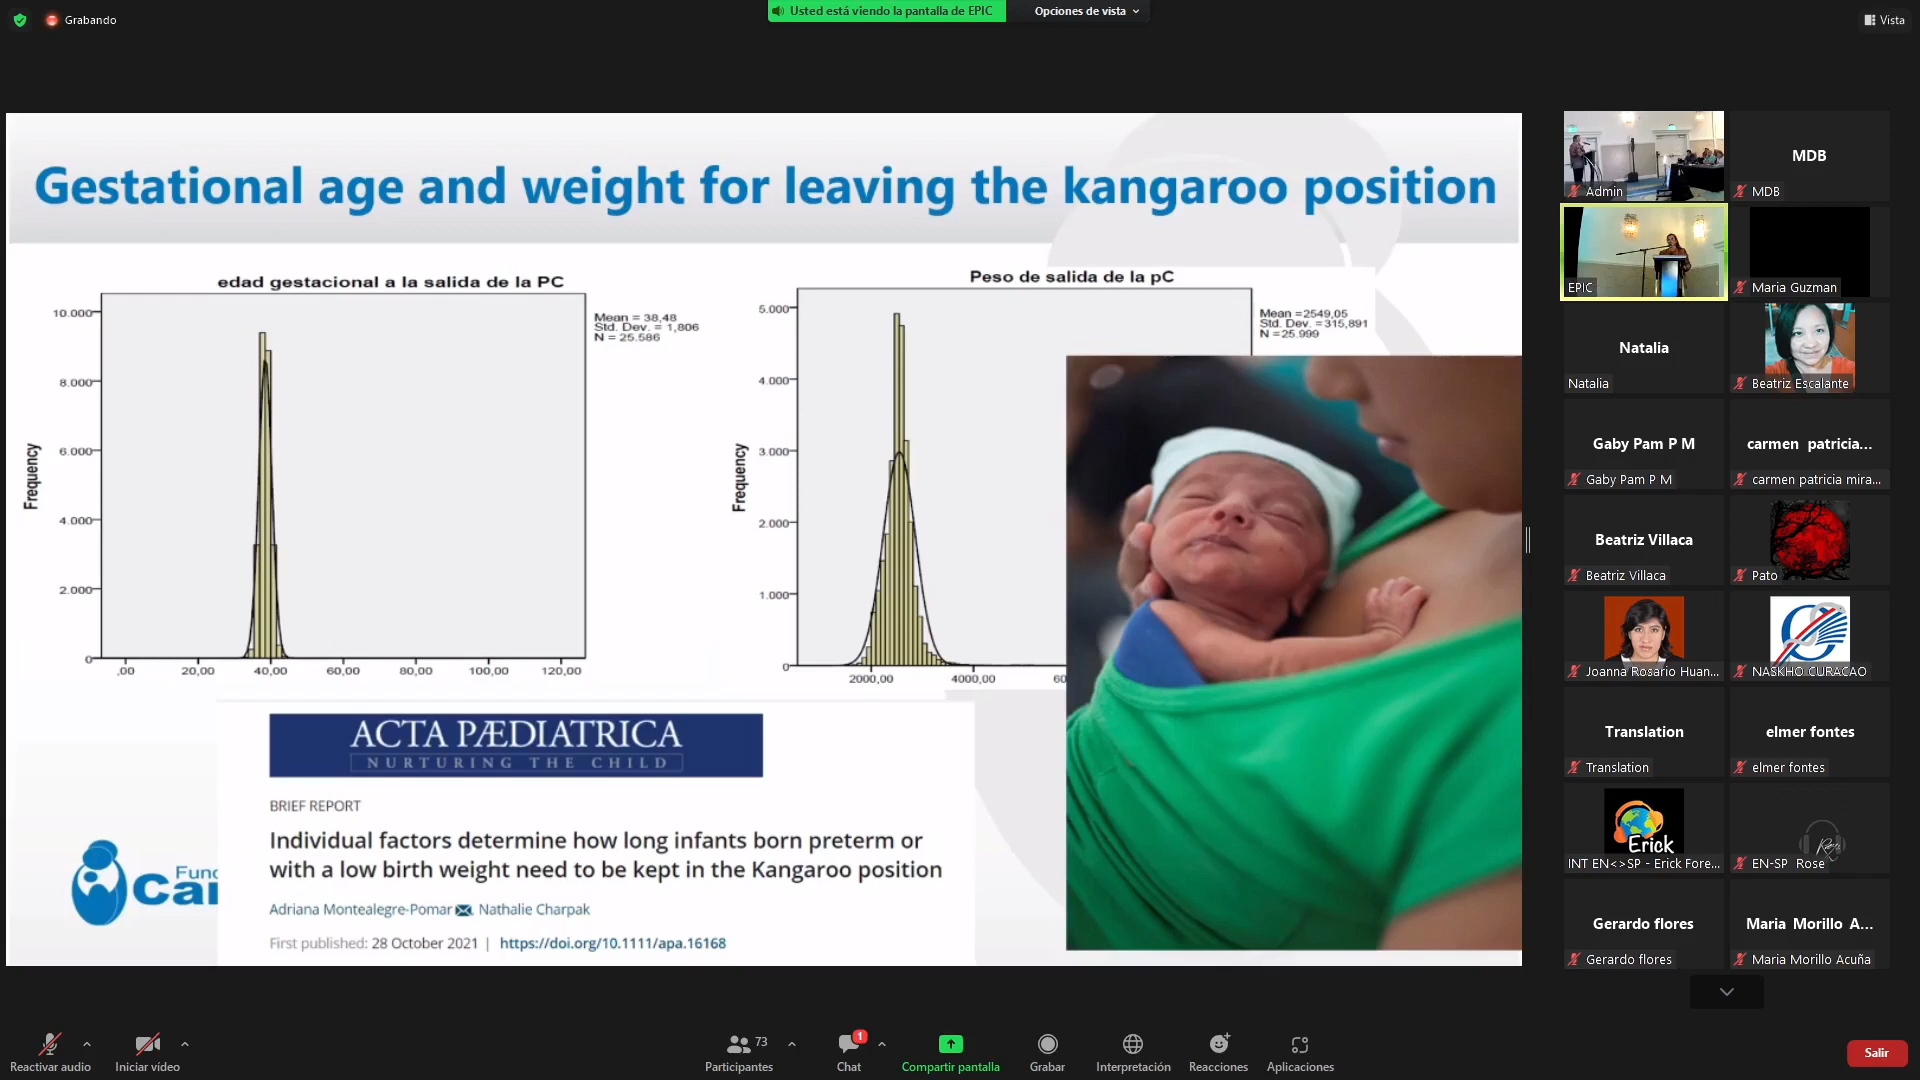 Grabando
Usted está viendo la pantalla de EPIC
Opciones de vista
Vista
Gestational age and weight for leaving the kangaroo position
edad gestacional a la salida de la PC
Mean = 38,48
Std. Dev. = 1,806
N = 25.586
Frequency
10.000
8.000
6.000
4.000
2.000
0
,00 20,00 40,00 60,00 80,00 100,00 120,00
Peso de salida de la pC
Mean =2549,05
Std. Dev. =315,891
N =25.999
Frequency
5.000
4.000
3.000
2.000
1.000
0
2000,00 4000,00 60
ACTA PÆDIATRICA
NURTURING THE CHILD
BRIEF REPORT
Individual factors determine how long infants born preterm or
with a low birth weight need to be kept in the Kangaroo position
Adriana Montealegre-Pomar, Nathalie Charpak
First published: 28 October 2021 | https://doi.org/10.1111/apa.16168
Func
Can
Admin
MDB
MDB
EPIC
Maria Guzman
Natalia
Natalia
Beatriz Escalante
Gaby Pam P M
Gaby Pam P M
carmen patricia...
carmen patricia mira...
Beatriz Villaca
Beatriz Villaca
Pato
Joanna Rosario Huan...
NASKHO CURACAO
Translation
Translation
elmer fontes
elmer fontes
Erick
INT EN<>SP - Erick Fore...
EN-SP Rose
Gerardo flores
Gerardo flores
Maria Morillo A...
Maria Morillo Acuña
Reactivar audio
Iniciar vídeo
73
Participantes
1
Chat
Compartir pantalla
Grabar
Interpretación
Reacciones
Aplicaciones
Salir